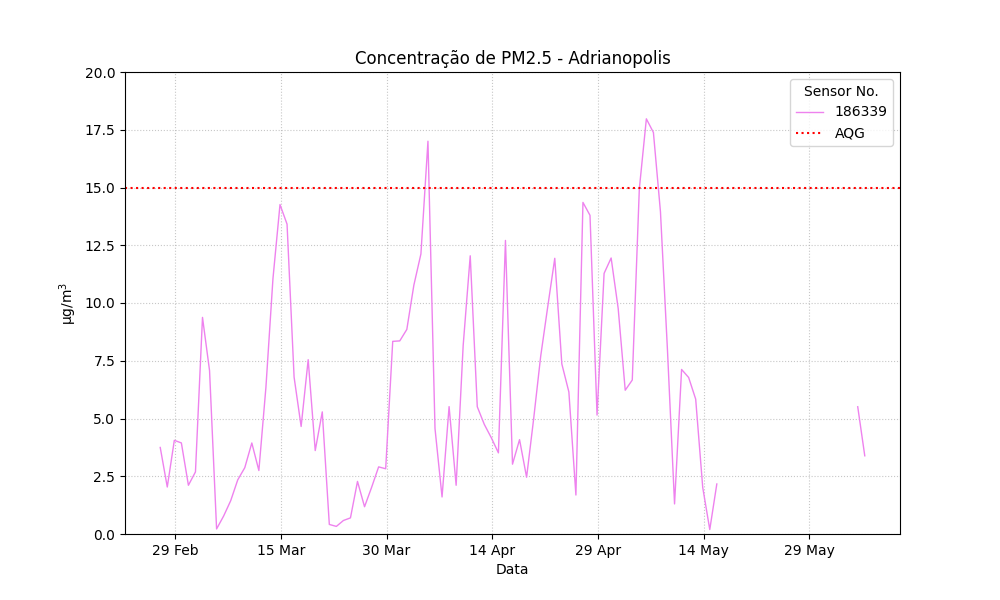 Concentração de PM2.5 - Adrianopolis
Sensor No.
186339
AQG
20.0
17.5
15.0
12.5
10.0
7.5
5.0
2.5
0.0
µg/m³
29 Feb
15 Mar
30 Mar
14 Apr
29 Apr
14 May
29 May
Data